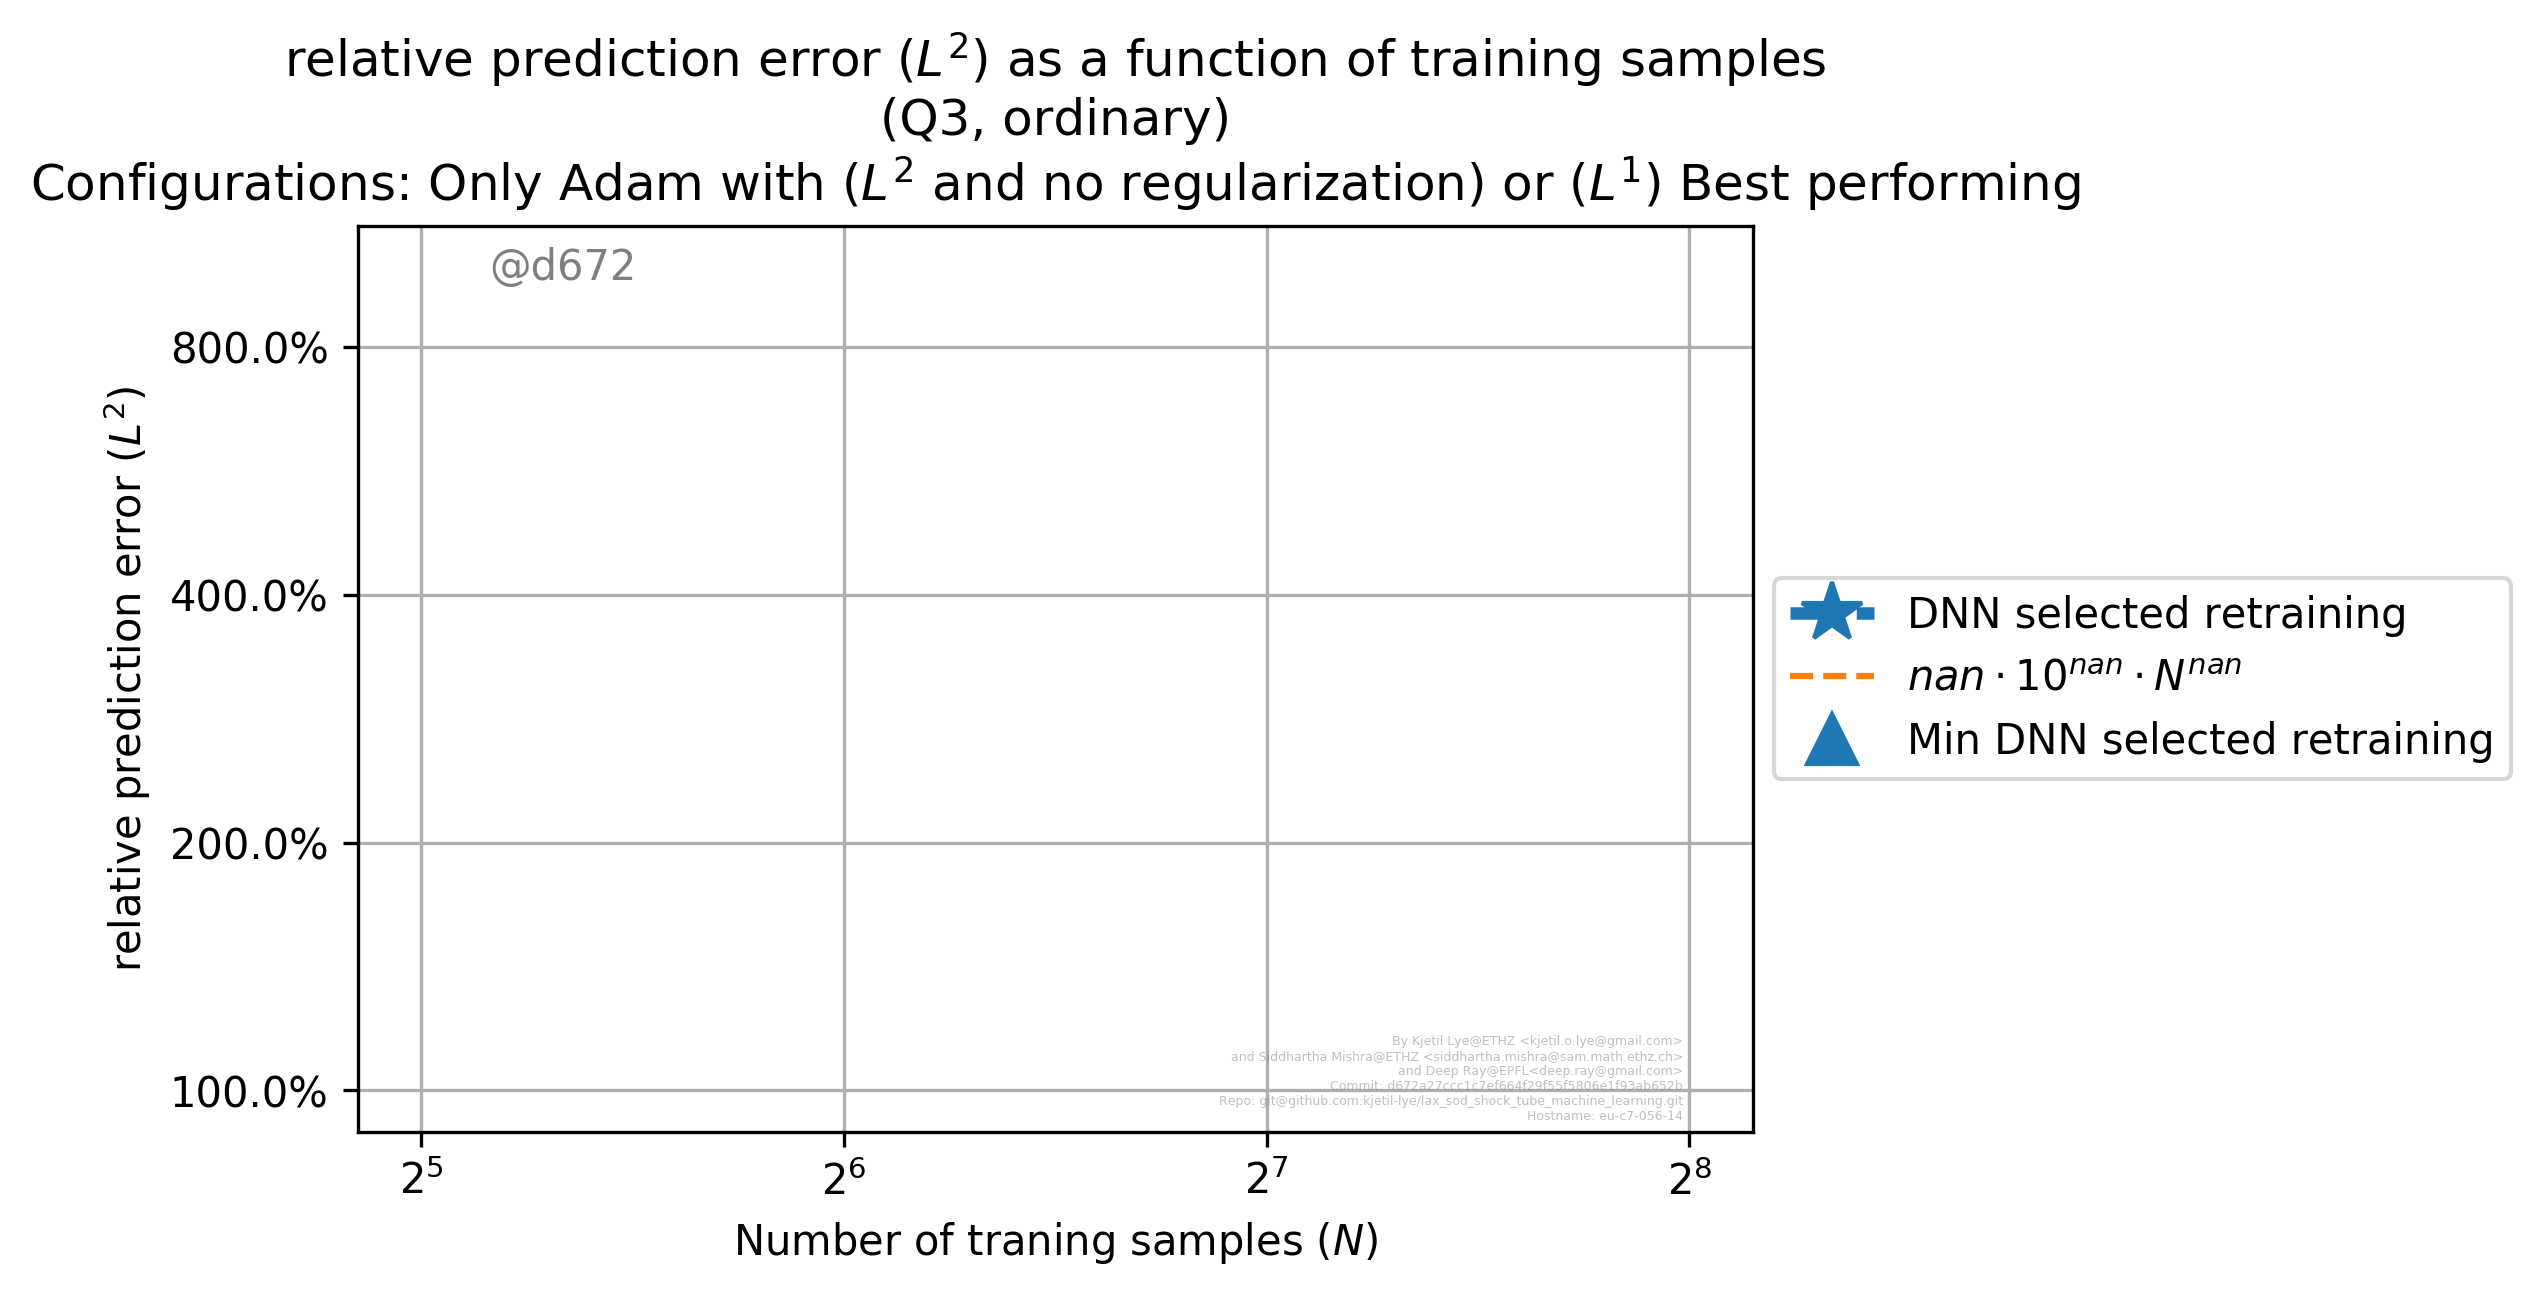 relative prediction error (L²) as a function of training samples
(Q3, ordinary)
Configurations: Only Adam with (L² and no regularization) or (L¹) Best performing
@d672
800.0%
400.0%
200.0%
100.0%
relative prediction error (L²)
2⁵ 2⁶ 2⁷ 2⁸
Number of traning samples (N)
DNN selected retraining
nan · 10^nan · N^nan
Min DNN selected retraining
By Kjetil Lye@ETHZ <kjetil.o.lye@gmail.com>
and Siddhartha Mishra@ETHZ <siddhartha.mishra@sam.math.ethz.ch>
and Deep Ray@EPFL<deep.ray@gmail.com>
Commit: d672a27ccc1c7ef664f29f55f5806e1f93ab652b
Repo: git@github.com:kjetil-lye/lax_sod_shock_tube_machine_learning.git
Hostname: eu-c7-056-14